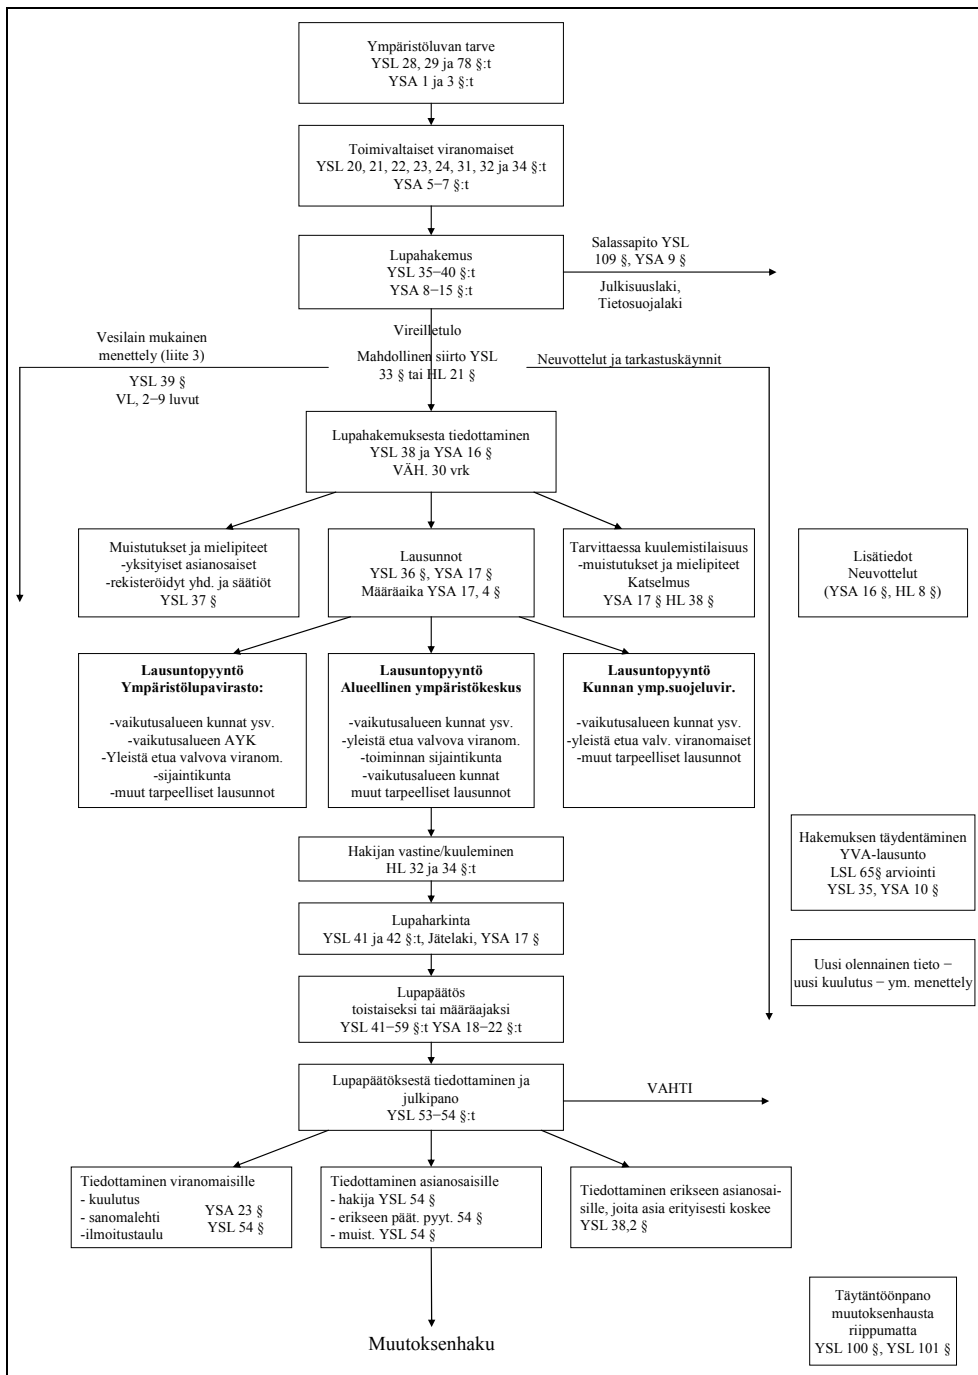 Ympäristöluvan tarve
YSL 28, 29 ja 78 §:t
YSA 1 ja 3 §:t
Toimivaltaiset viranomaiset
YSL 20, 21, 22, 23, 24, 31, 32 ja 34 §:t
YSA 5−7 §:t
Lupahakemus
YSL 35−40 §:t
YSA 8−15 §:t
Salassapito YSL
109 §, YSA 9 §
Julkisuuslaki,
Tietosuojalaki
Vireilletulo
Mahdollinen siirto YSL
33 § tai HL 21 §
Vesilain mukainen
menettely (liite 3)
YSL 39 §
VL, 2−9 luvut
Neuvottelut ja tarkastuskäynnit
Lupahakemuksesta tiedottaminen
YSL 38 ja YSA 16 §
VÄH. 30 vrk
Muistutukset ja mielipiteet
-yksityiset asianosaiset
-rekisteröidyt yhd. ja säätiöt
YSL 37 §
Lausunnot
YSL 36 §, YSA 17 §
Määräaika YSA 17, 4 §
Tarvittaessa kuulemistilaisuus
-muistutukset ja mielipiteet
Katselmus
YSA 17 § HL 38 §
Lisätiedot
Neuvottelut
(YSA 16 §, HL 8 §)
Lausuntopyyntö
Ympäristölupavirasto:
-vaikutusalueen kunnat ysv.
-vaikutusalueen AYK
-Yleistä etua valvova viranom.
-sijaintikunta
-muut tarpeelliset lausunnot
Lausuntopyyntö
Alueellinen ympäristökeskus
-vaikutusalueen kunnat ysv.
-yleistä etua valvova viranom.
-toiminnan sijaintikunta
-vaikutusalueen kunnat
muut tarpeelliset lausunnot
Lausuntopyyntö
Kunnan ymp.suojeluvir.
-vaikutusalueen kunnat ysv.
-yleistä etua valv. viranomaiset
-muut tarpeelliset lausunnot
Hakijan vastine/kuuleminen
HL 32 ja 34 §:t
Hakemuksen täydentäminen
YVA-lausunto
LSL 65§ arviointi
YSL 35, YSA 10 §
Lupaharkinta
YSL 41 ja 42 §:t, Jätelaki, YSA 17 §
Uusi olennainen tieto −
uusi kuulutus − ym. menettely
Lupapäätös
toistaiseksi tai määräajaksi
YSL 41−59 §:t YSA 18−22 §:t
Lupapäätöksestä tiedottaminen ja
julkipano
YSL 53−54 §:t
VAHTI
Tiedottaminen viranomaisille
- kuulutus
- sanomalehti
-ilmoitustaulu
YSA 23 §
YSL 54 §
Tiedottaminen asianosaisille
- hakija YSL 54 §
- erikseen päät. pyyt. 54 §
- muist. YSL 54 §
Tiedottaminen erikseen asianosai-
sille, joita asia erityisesti koskee
YSL 38,2 §
Muutoksenhaku
Täytäntöönpano
muutoksenhausta
riippumatta
YSL 100 §, YSL 101 §